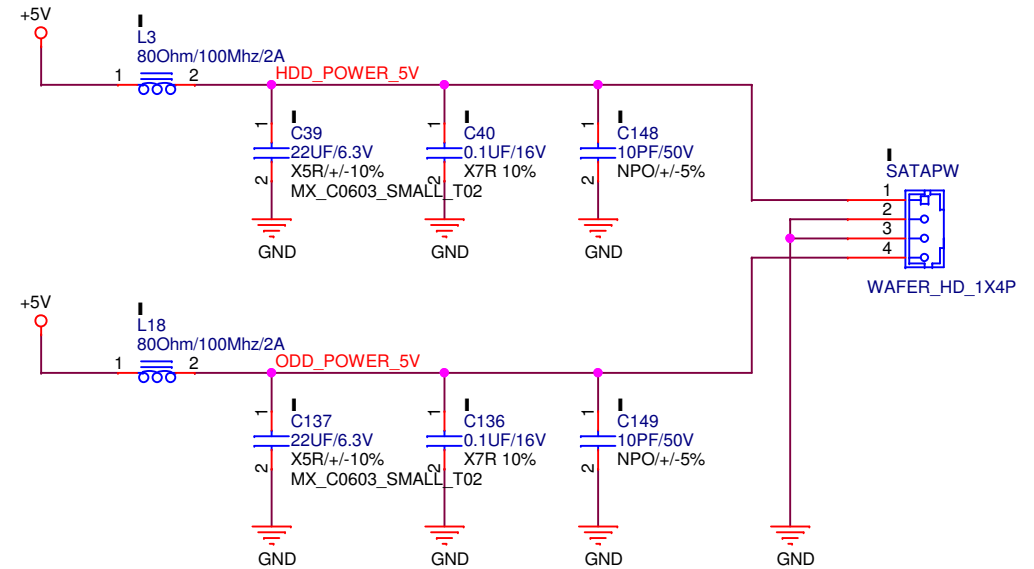 +5V
L3
80Ohm/100Mhz/2A
1
2
HDD_POWER_5V
1
C39
22UF/6.3V
X5R/+/-10%
MX_C0603_SMALL_T02
2
GND
1
C40
0.1UF/16V
X7R 10%
2
GND
1
C148
10PF/50V
NPO/+/-5%
2
GND
SATAPW
1
2
3
4
WAFER_HD_1X4P
+5V
L18
80Ohm/100Mhz/2A
1
2
ODD_POWER_5V
1
C137
22UF/6.3V
X5R/+/-10%
MX_C0603_SMALL_T02
2
GND
1
C136
0.1UF/16V
X7R 10%
2
GND
1
C149
10PF/50V
NPO/+/-5%
2
GND
GND